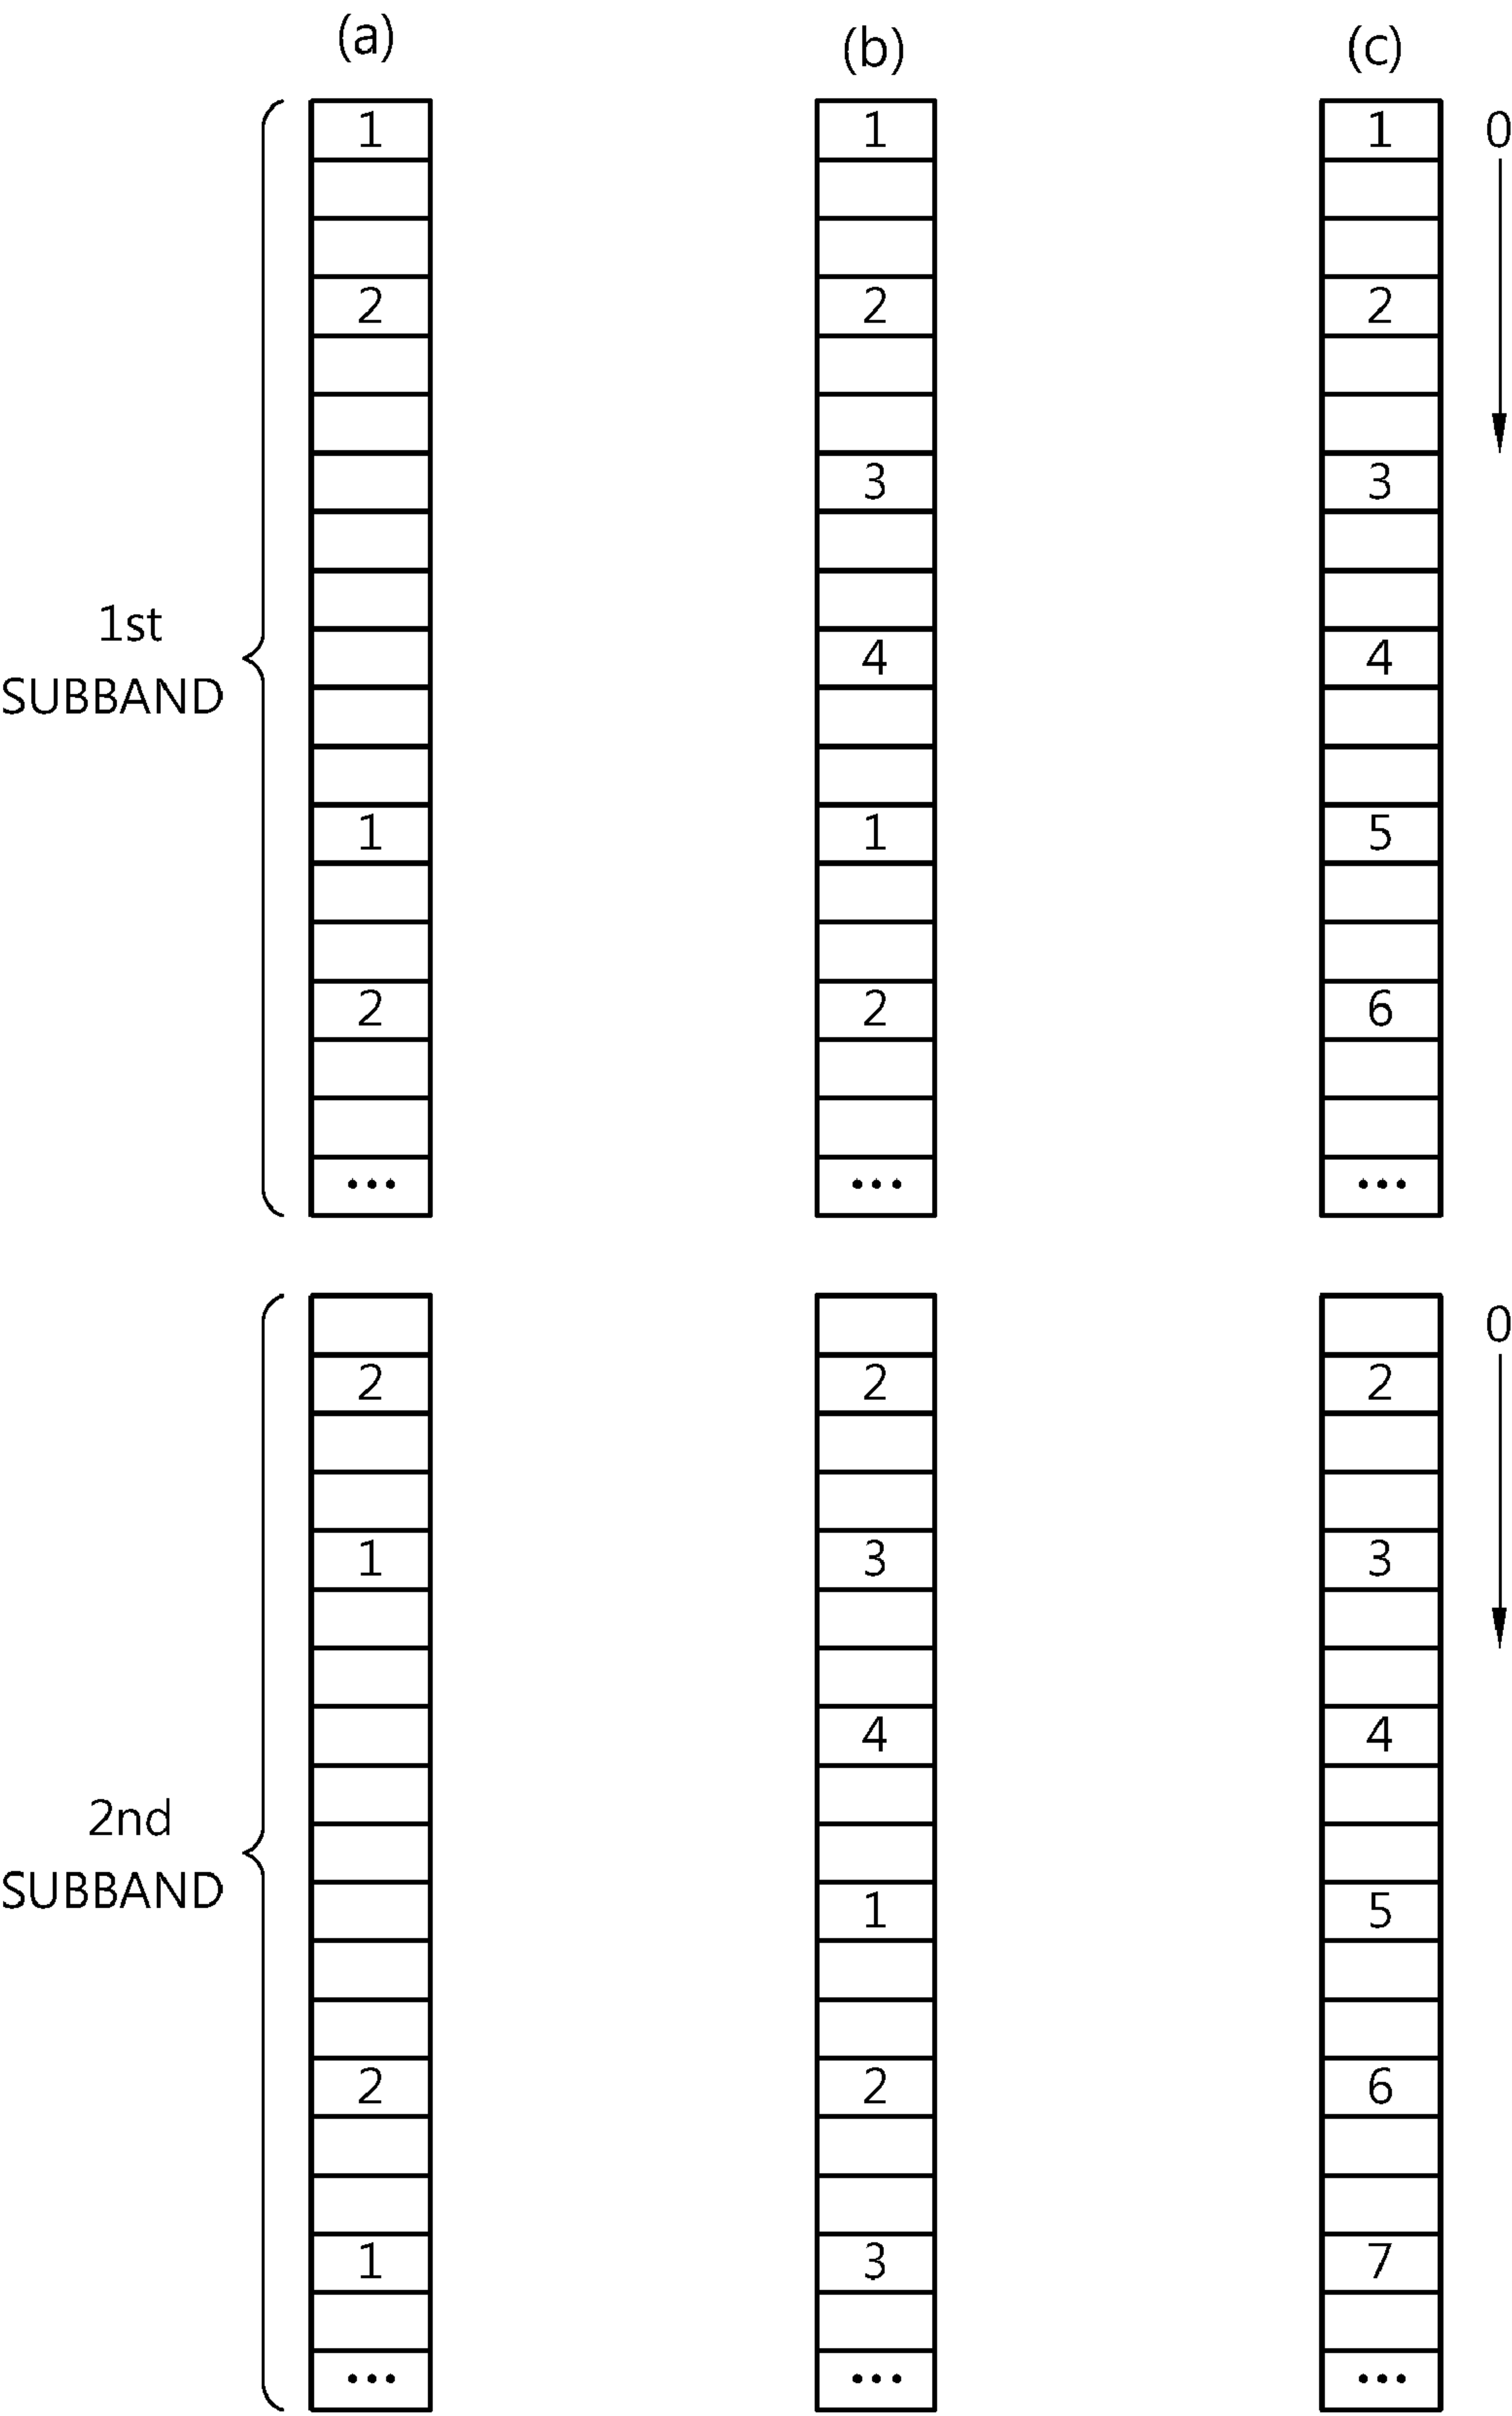 (a) (b) (c)
1 1 1 0
2 2 2
3 3
1st
SUBBAND
4 4
1 1 5
2 2 6
... ... ...
0
2 2 2
1 3 3
4 4
2nd
SUBBAND
1 5
2 2 6
1 3 7
... ... ...